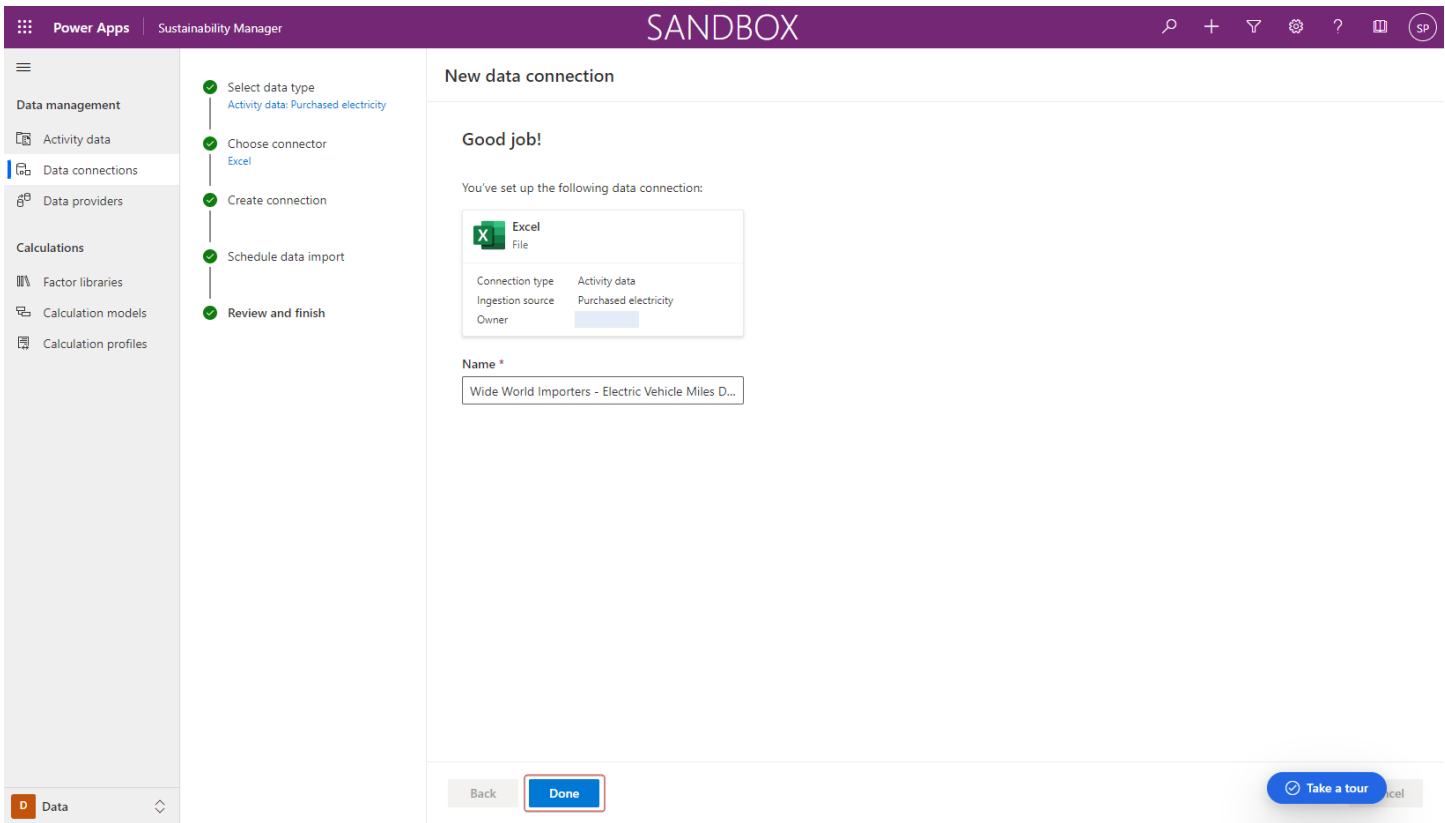 Power Apps
Sustainability Manager
SANDBOX
SP
Data management
Activity data
Data connections
Data providers
Calculations
Factor libraries
Calculation models
Calculation profiles
D Data
Select data type
Activity data: Purchased electricity
Choose connector
Excel
Create connection
Schedule data import
Review and finish
New data connection
Good job!
You've set up the following data connection:
Excel
File
Connection type Activity data
Ingestion source Purchased electricity
Owner
Name *
Wide World Importers - Electric Vehicle Miles D...
Back
Done
Take a tour